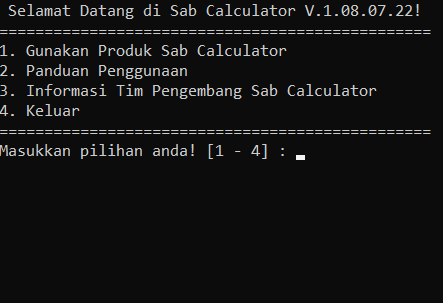 Selamat Datang di Sab Calculator V.1.08.07.22!
================================================
1. Gunakan Produk Sab Calculator
2. Panduan Penggunaan
3. Informasi Tim Pengembang Sab Calculator
4. Keluar
================================================
Masukkan pilihan anda! [1 - 4] : _